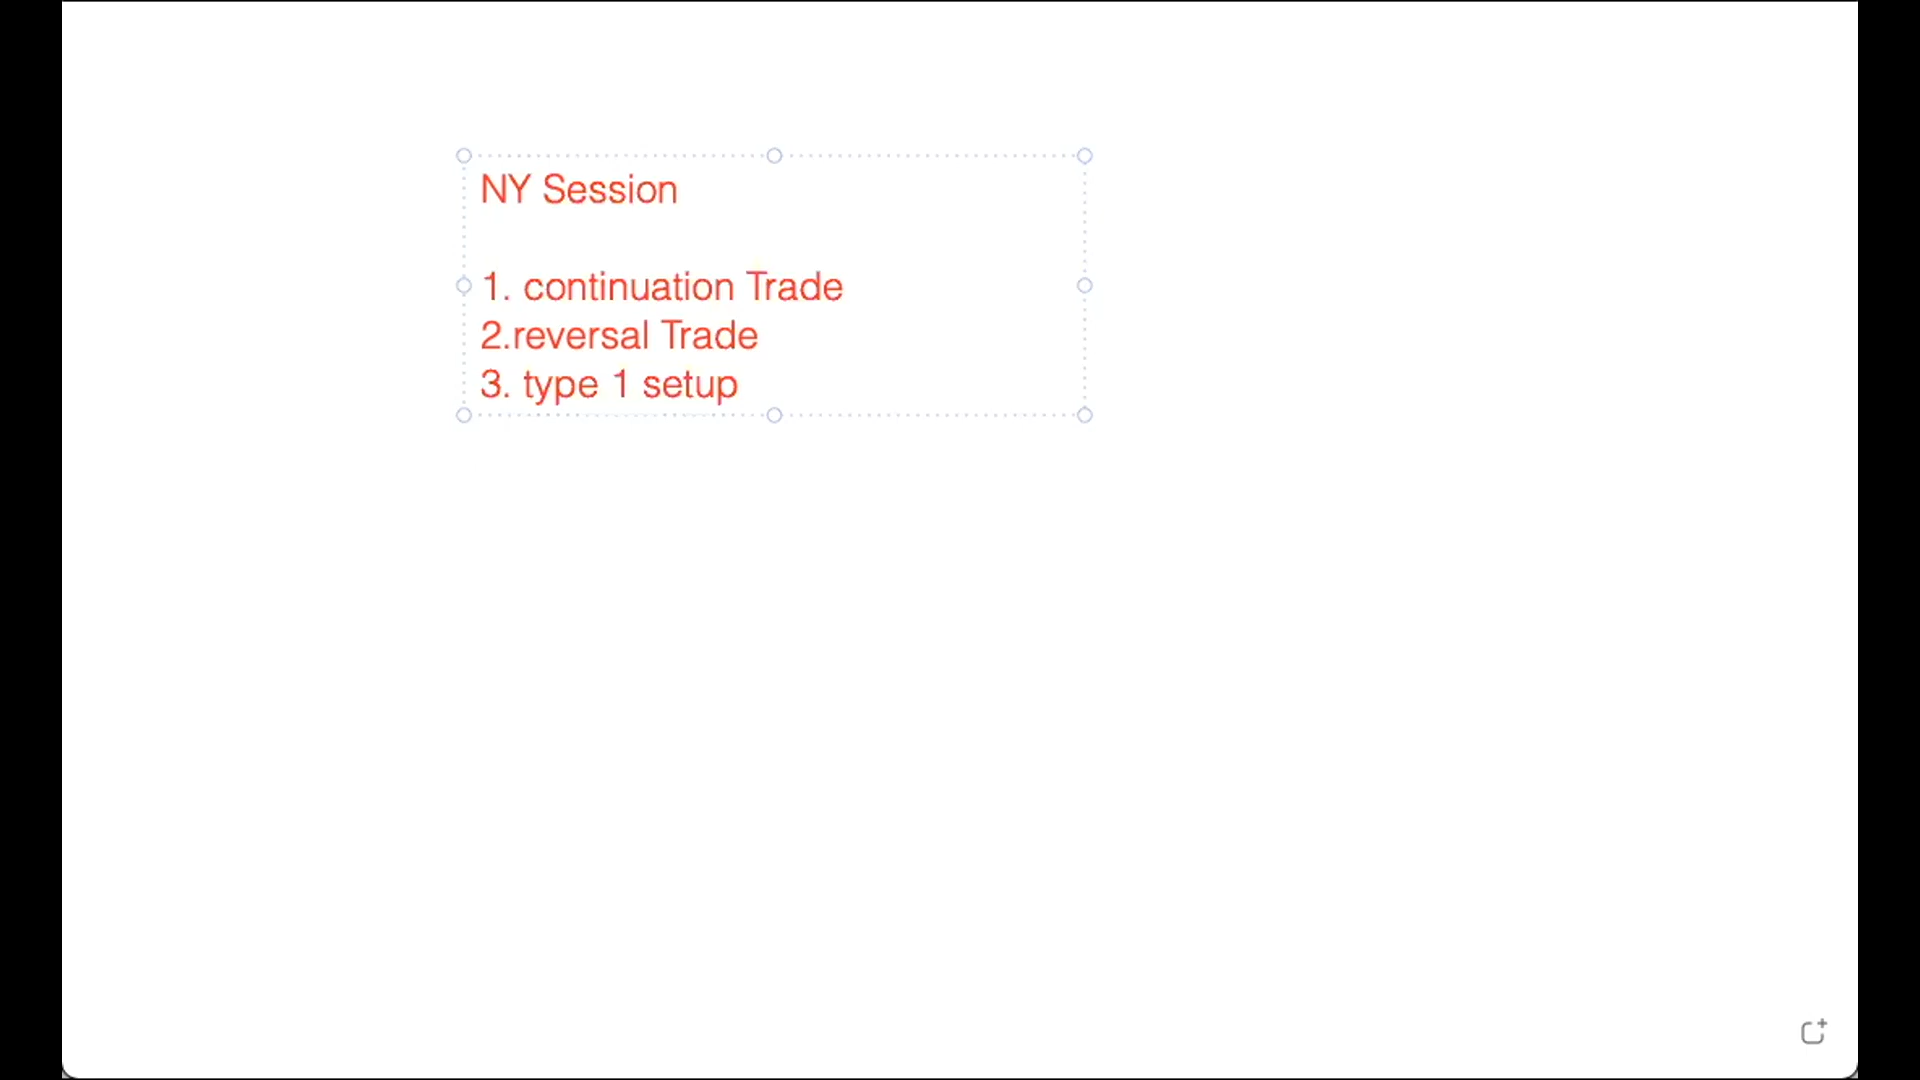 NY Session
1. continuation Trade
2.reversal Trade
3. type 1 setup